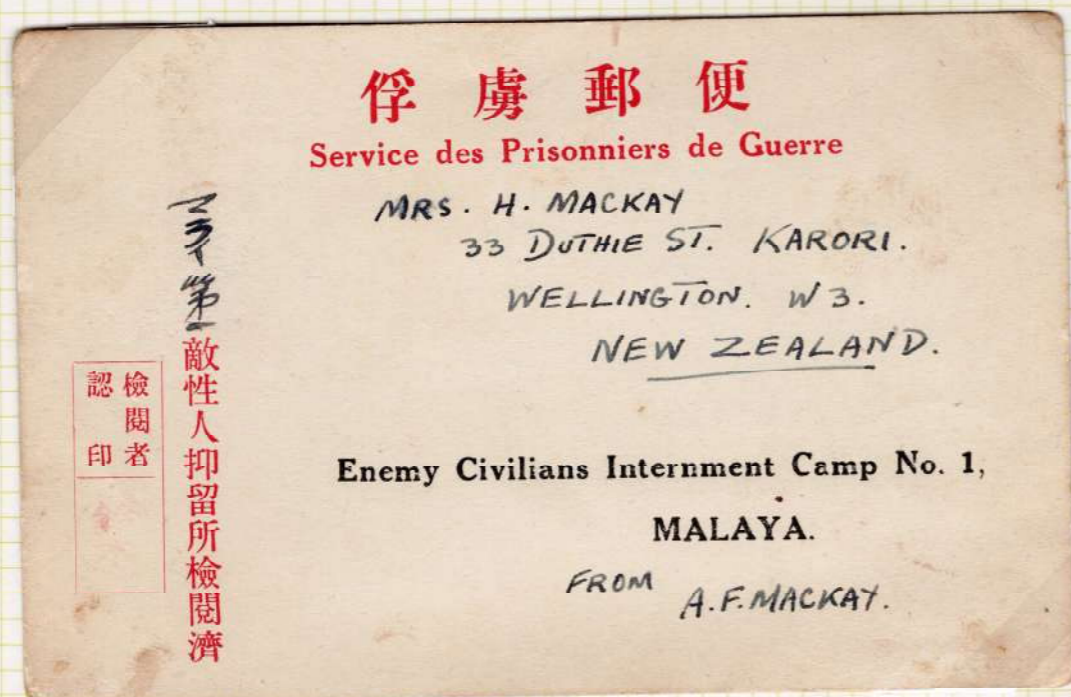 俘虜郵便
Service des Prisonniers de Guerre
MRS. H. MACKAY
33 DUTHIE ST. KARORI.
WELLINGTON. W3.
NEW ZEALAND.
Enemy Civilians Internment Camp No. 1,
MALAYA.
FROM A.F. MACKAY.
第一敵性人抑留所檢閲濟
檢閲者
認印